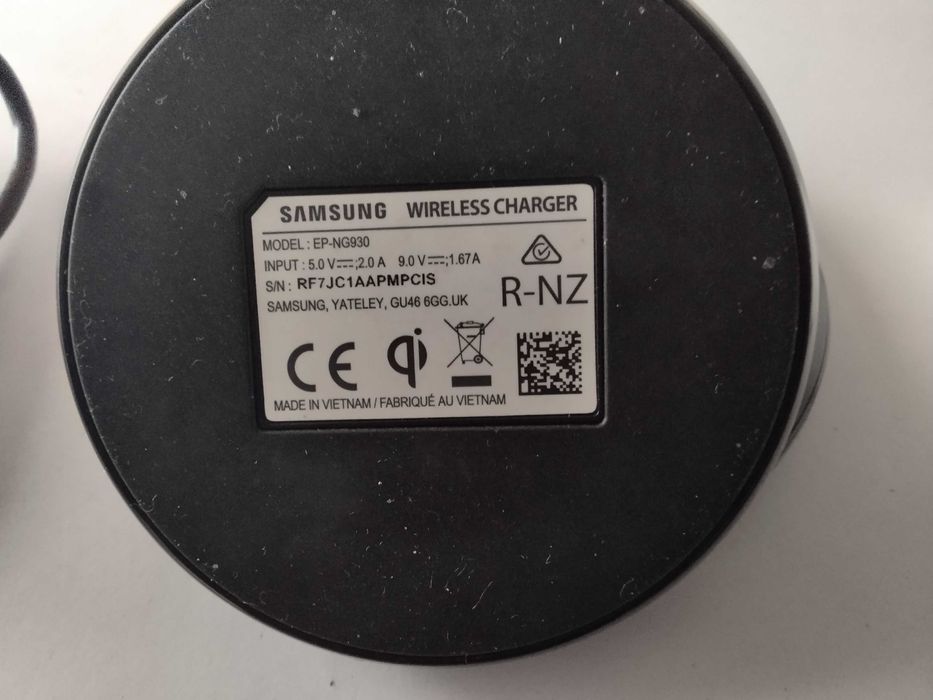 SAMSUNG WIRELESS CHARGER
MODEL : EP-NG930
INPUT : 5.0 V⎓;2.0 A 9.0 V⎓;1.67A
S/N : RF7JC1AAPMPCIS
R-NZ
SAMSUNG, YATELEY, GU46 6GG.UK
CE qi
MADE IN VIETNAM / FABRIQUÉ AU VIETNAM